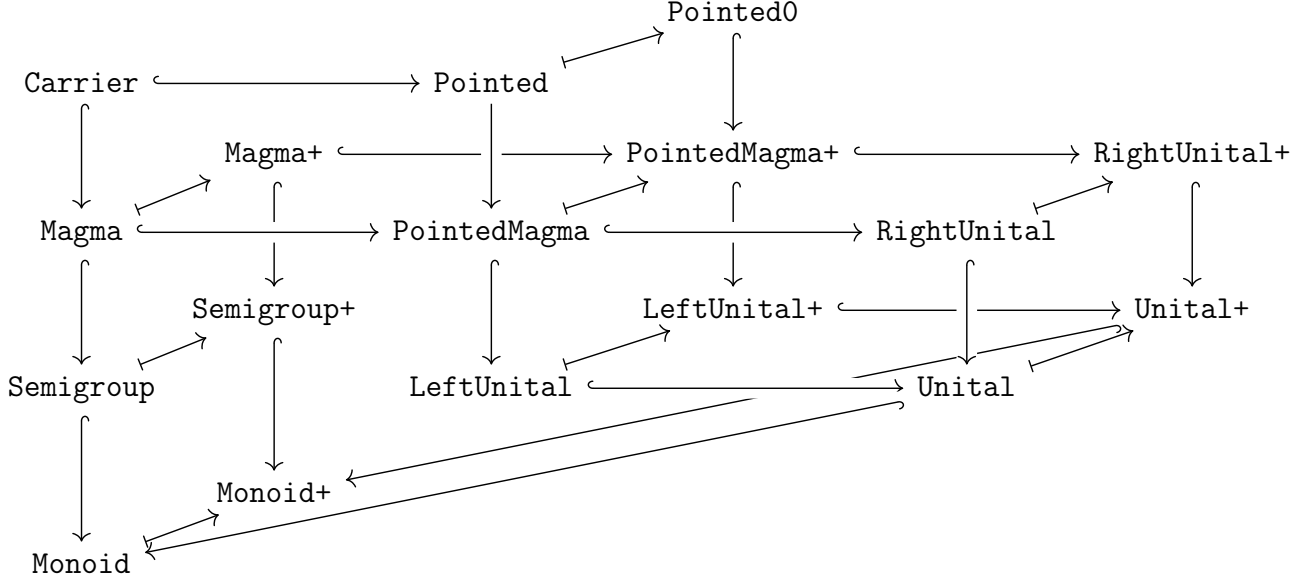 Pointed0
Carrier Pointed
Magma+ PointedMagma+ RightUnital+
Magma PointedMagma RightUnital
Semigroup+ LeftUnital+ Unital+
Semigroup LeftUnital Unital
Monoid+
Monoid